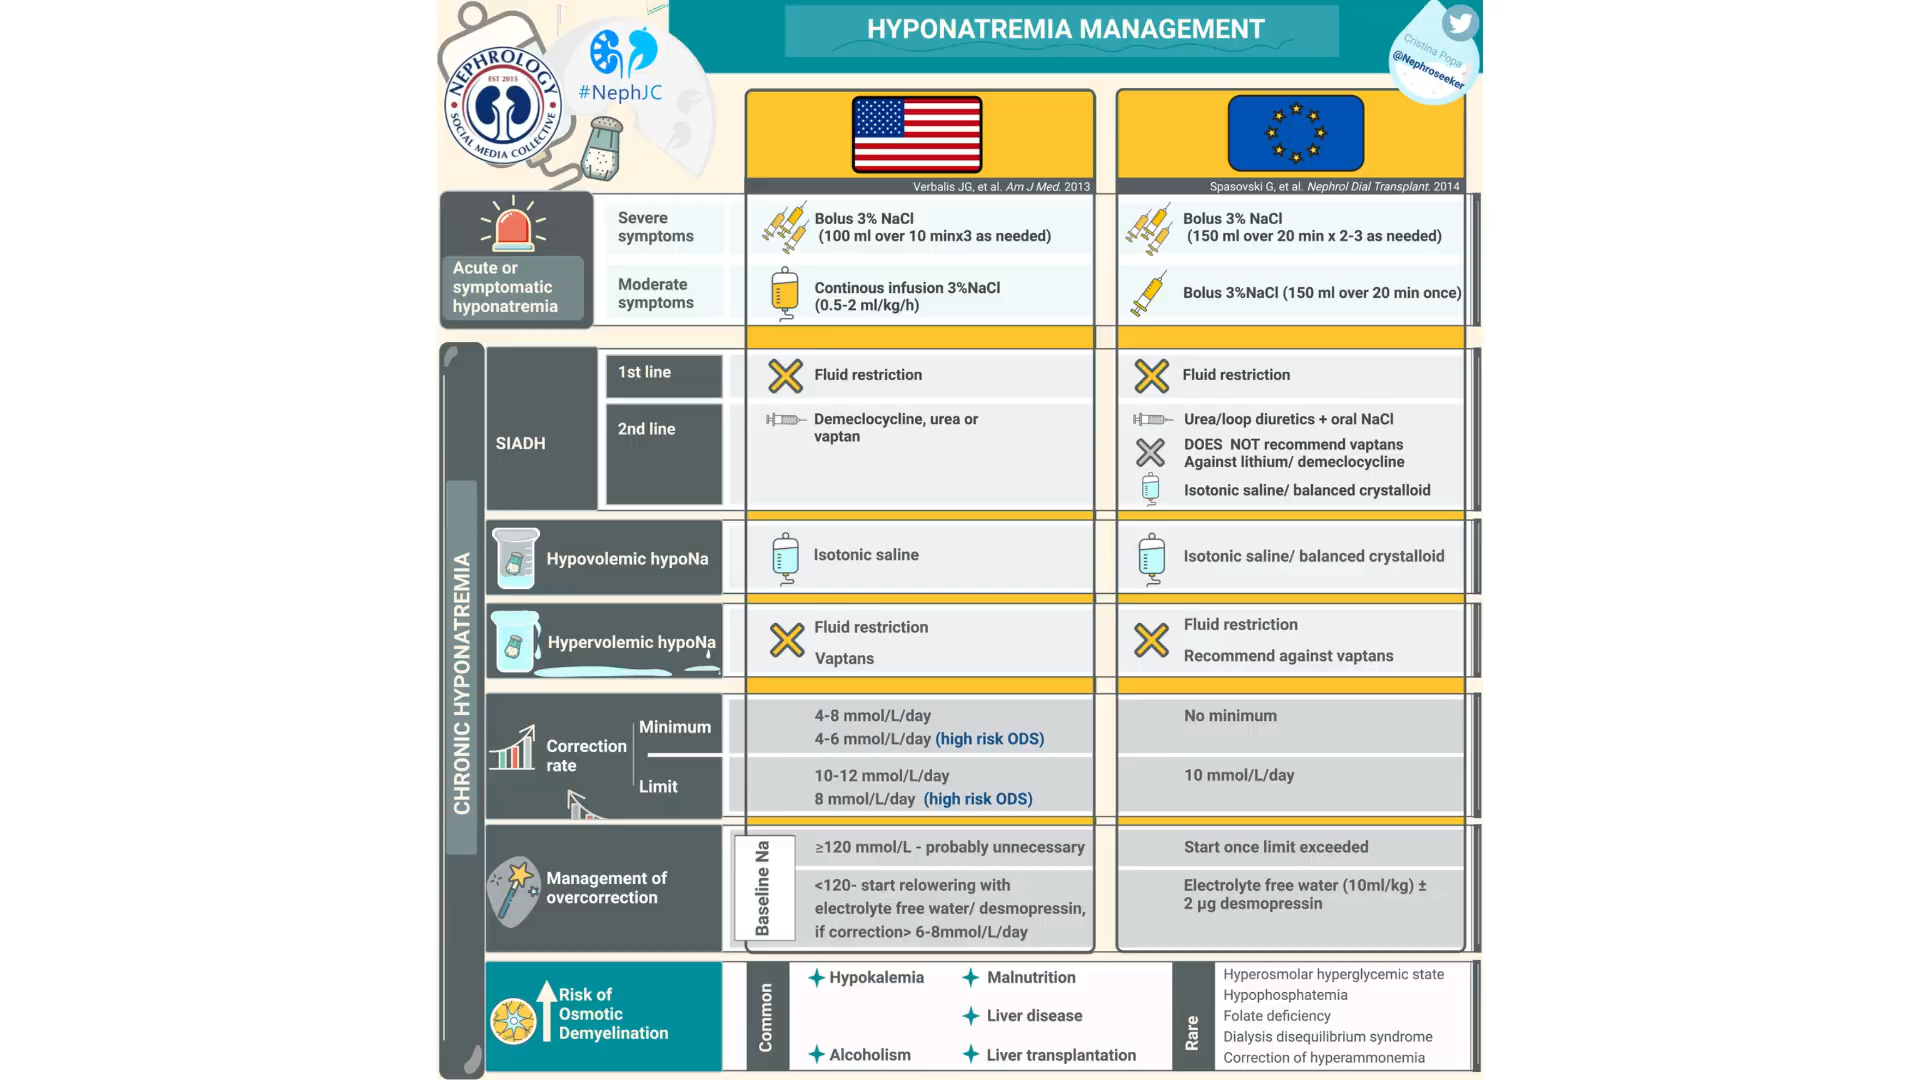 HYPONATREMIA MANAGEMENT
NEPHROLOGY
EST 2015
SOCIAL MEDIA COLLECTIVE
#NephJC
Cristina Popa
@Nephroseeker
Verbalis JG, et al. Am J Med. 2013
Spasovski G, et al. Nephrol Dial Transplant. 2014
Acute or
symptomatic
hyponatremia
Severe
symptoms
Bolus 3% NaCl
(100 ml over 10 minx3 as needed)
Bolus 3% NaCl
(150 ml over 20 min x 2-3 as needed)
Moderate
symptoms
Continous infusion 3%NaCl
(0.5-2 ml/kg/h)
Bolus 3%NaCl (150 ml over 20 min once)
CHRONIC HYPONATREMIA
SIADH
1st line
Fluid restriction
Fluid restriction
2nd line
Demeclocycline, urea or
vaptan
Urea/loop diuretics + oral NaCl
DOES NOT recommend vaptans
Against lithium/ demeclocycline
Isotonic saline/ balanced crystalloid
Hypovolemic hypoNa
Isotonic saline
Isotonic saline/ balanced crystalloid
Hypervolemic hypoNa
Fluid restriction
Vaptans
Fluid restriction
Recommend against vaptans
Correction
rate
Minimum
4-8 mmol/L/day
4-6 mmol/L/day (high risk ODS)
No minimum
Limit
10-12 mmol/L/day
8 mmol/L/day (high risk ODS)
10 mmol/L/day
Management of
overcorrection
Baseline Na
≥120 mmol/L - probably unnecessary
<120- start relowering with
electrolyte free water/ desmopressin,
if correction> 6-8mmol/L/day
Start once limit exceeded
Electrolyte free water (10ml/kg) ±
2 µg desmopressin
Risk of
Osmotic
Demyelination
Common
Hypokalemia
Malnutrition
Liver disease
Alcoholism
Liver transplantation
Rare
Hyperosmolar hyperglycemic state
Hypophosphatemia
Folate deficiency
Dialysis disequilibrium syndrome
Correction of hyperammonemia